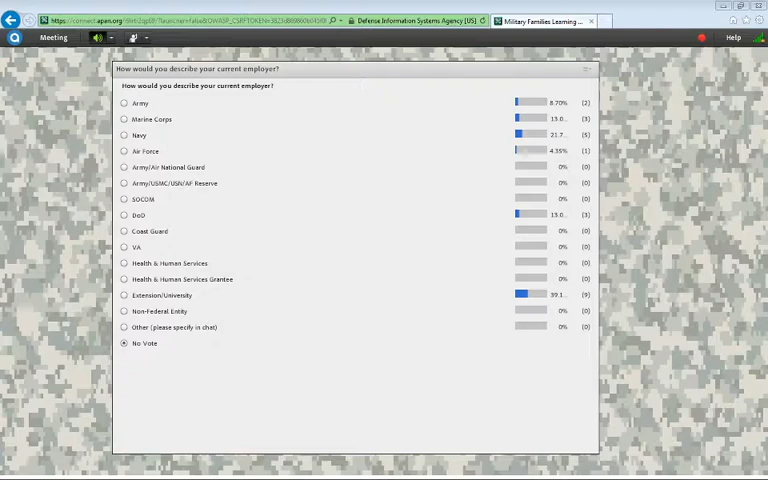 Defense Information Systems Agency [US]
Military Families Learning ...
Meeting
Help
How would you describe your current employer?
How would you describe your current employer?
Army 8.70% (2)
Marine Corps 13.0... (3)
Navy 21.7... (5)
Air Force 4.35% (1)
Army/Air National Guard 0% (0)
Army/USMC/USN/AF Reserve 0% (0)
SOCOM 0% (0)
DoD 13.0... (3)
Coast Guard 0% (0)
VA 0% (0)
Health & Human Services 0% (0)
Health & Human Services Grantee 0% (0)
Extension/University 39.1... (9)
Non-Federal Entity 0% (0)
Other (please specify in chat) 0% (0)
No Vote